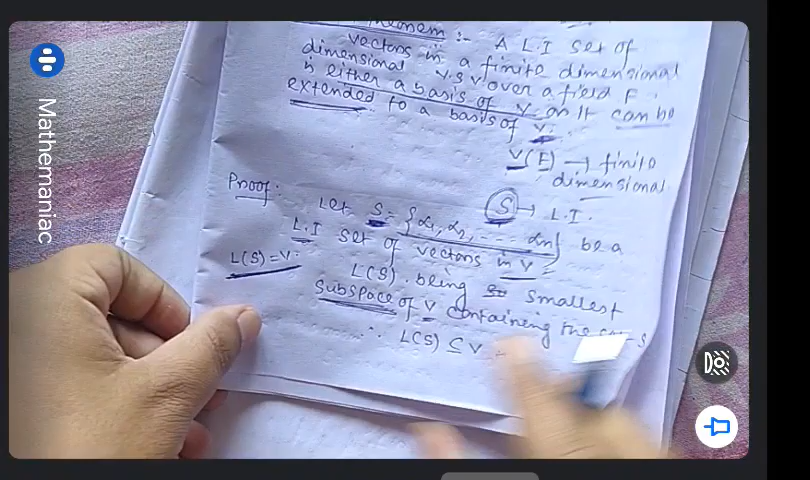 Theorem :- A L.I set of
vectors in a finite dimensional
dimensional V.S V over a field F.
is either a basis of V or it can be
extended to a basis of V.
V(F) → finite
dimensional
S → L.I.
Proof: Let S = {α1, α2, ... αn} be a
L.I set of vectors in V.
L(S)=V.
L(S) being smallest
subspace of V containing the
∴ L(S) ⊆ V
Mathemaniac